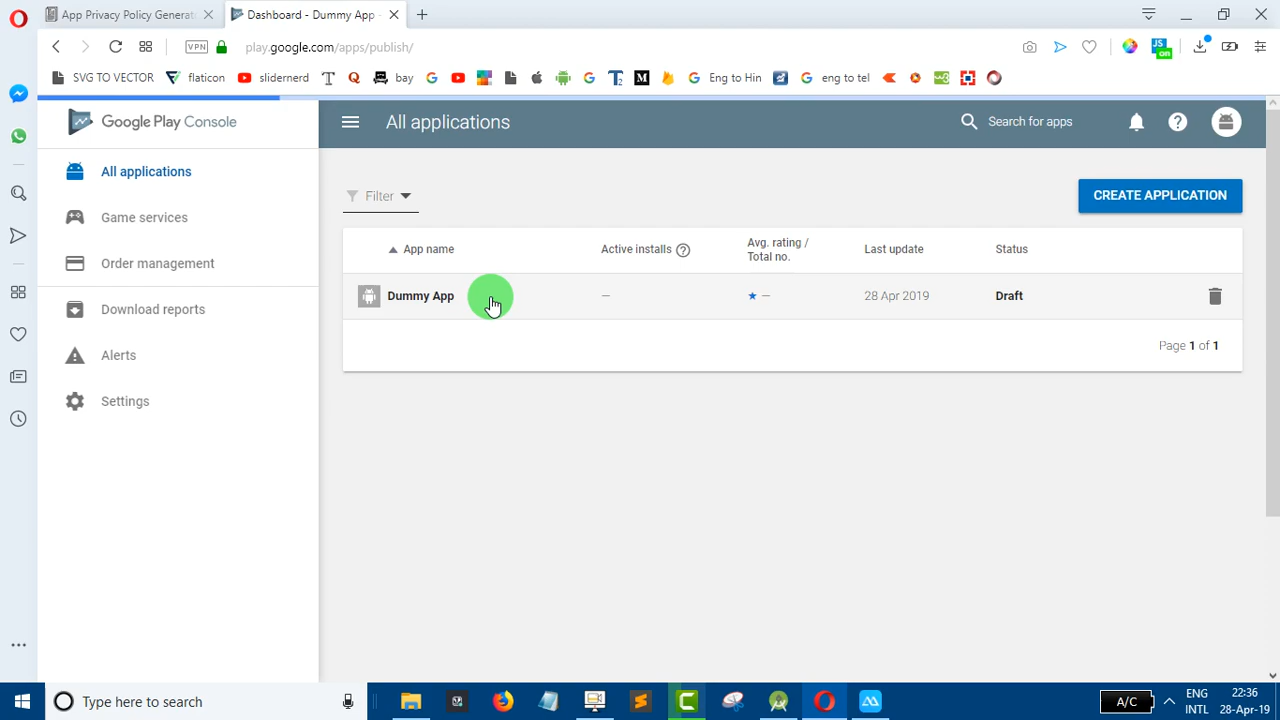 App Privacy Policy Generat
Dashboard - Dummy App -
VPN
play.google.com/apps/publish/
JS
on
SVG TO VECTOR
flaticon
slidernerd
bay
Eng to Hin
eng to tel
Google Play Console
All applications
Search for apps
All applications
Game services
Order management
Download reports
Alerts
Settings
Filter
CREATE APPLICATION
App name
Active installs
Avg. rating /
Total no.
Last update
Status
Dummy App
—
—
28 Apr 2019
Draft
Page 1 of 1
Type here to search
A/C
ENG
INTL
22:36
28-Apr-19